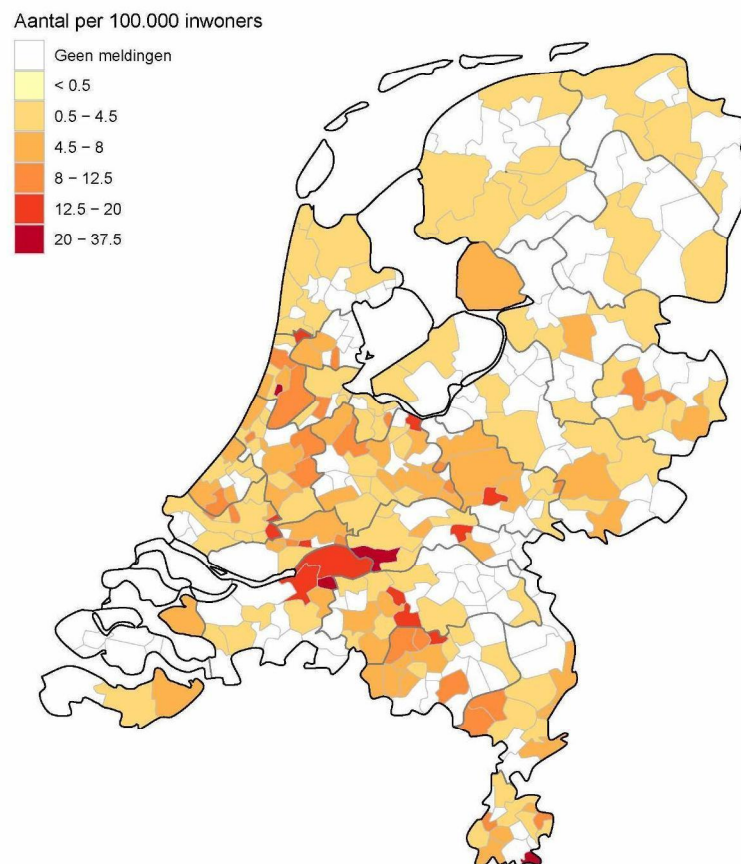 Aantal per 100.000 inwoners
Geen meldingen
< 0.5
0.5 – 4.5
4.5 – 8
8 – 12.5
12.5 – 20
20 – 37.5